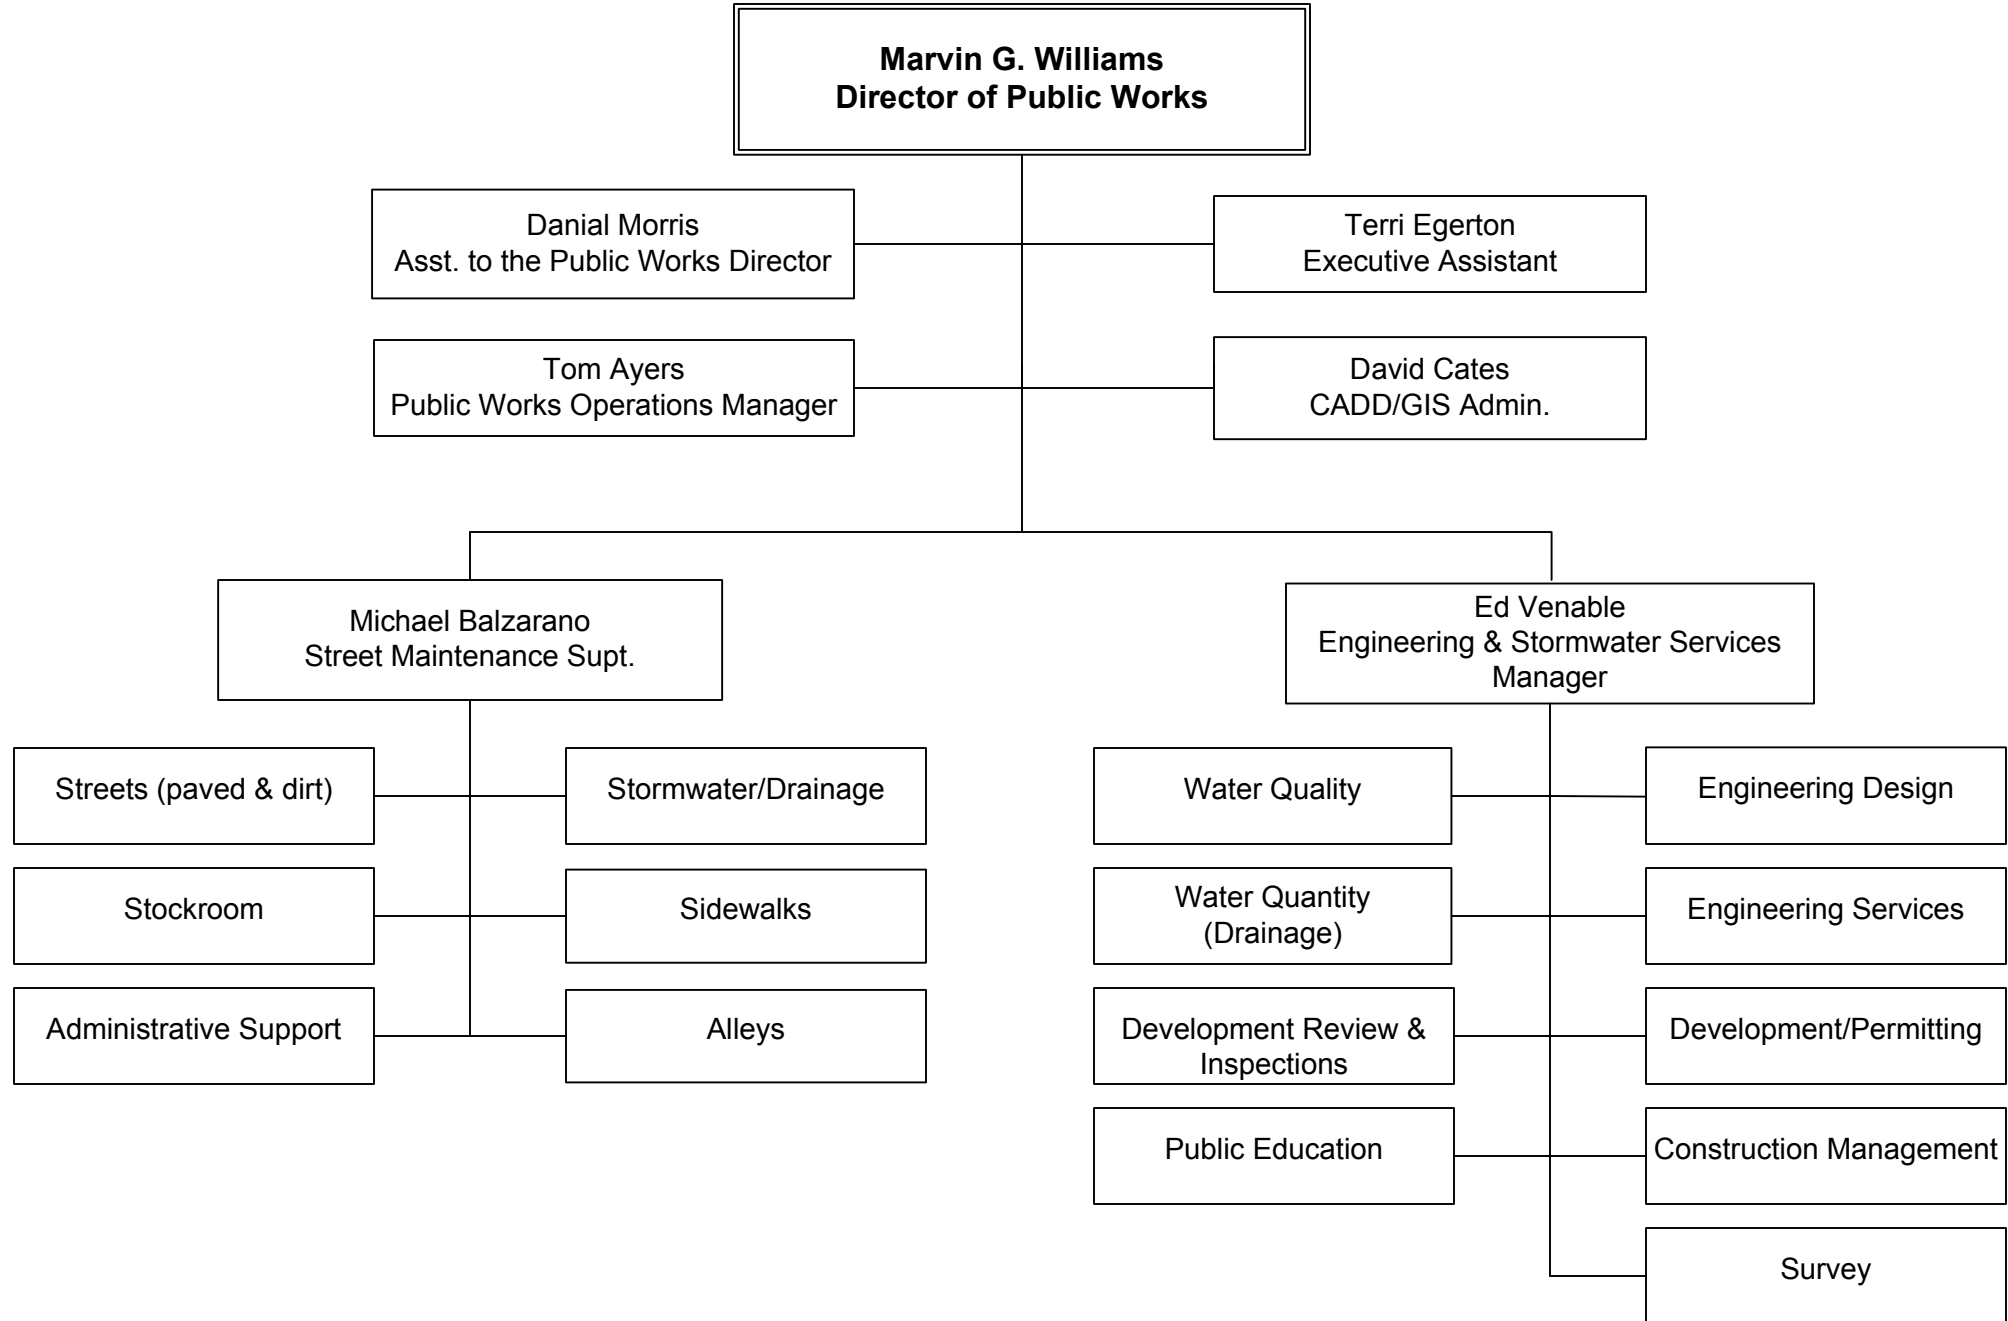 Marvin G. Williams
Director of Public Works
Danial Morris
Asst. to the Public Works Director
Terri Egerton
Executive Assistant
Tom Ayers
Public Works Operations Manager
David Cates
CADD/GIS Admin.
Michael Balzarano
Street Maintenance Supt.
Ed Venable
Engineering & Stormwater Services
Manager
Streets (paved & dirt)
Stormwater/Drainage
Stockroom
Sidewalks
Administrative Support
Alleys
Water Quality
Engineering Design
Water Quantity
(Drainage)
Engineering Services
Development Review &
Inspections
Development/Permitting
Public Education
Construction Management
Survey